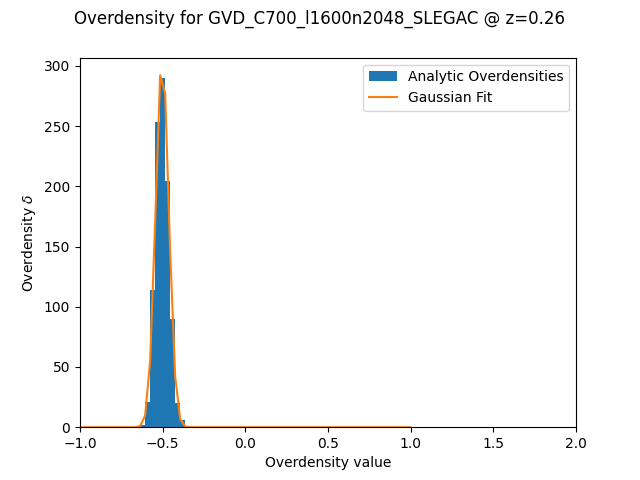 Overdensity for GVD_C700_l1600n2048_SLEGAC @ z=0.26
Analytic Overdensities
Gaussian Fit
Overdensity δ
300
250
200
150
100
50
0
−1.0 −0.5 0.0 0.5 1.0 1.5 2.0
Overdensity value